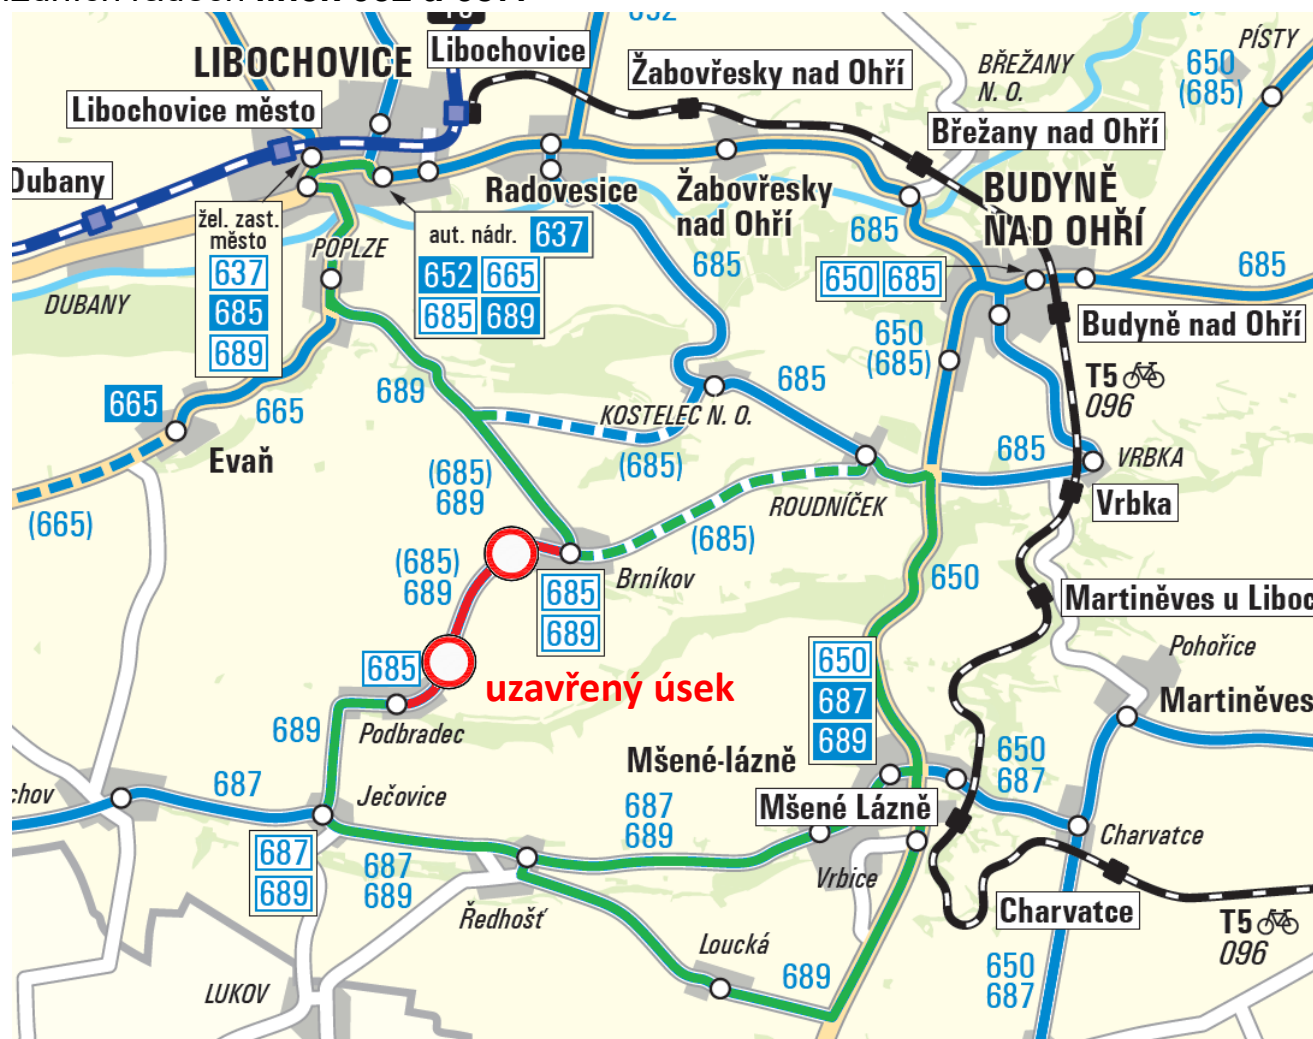 652
PÍSTY
Libochovice
LIBOCHOVICE
Žabovřesky nad Ohří
BŘEŽANY
N. O.
650
(685)
Libochovice město
Břežany nad Ohří
Dubany
Radovesice
Žabovřesky
nad Ohří
BUDYNĚ
NAD OHŘÍ
žel. zast.
město
637
685
689
POPLZE
aut. nádr. 637
652 665
685 689
685
685
650 685
685
DUBANY
650
(685)
Budyně nad Ohří
T5
096
665
665
689
685
KOSTELEC N. O.
Evaň
(685)
685
VRBKA
(685)
689
ROUDNÍČEK
Vrbka
(665)
(685)
(685)
689
Brníkov
650
685
689
Martiněves u Liboc
Pohořice
650
687
689
685
uzavřený úsek
Martiněves
689
Podbradec
Mšené-lázně
650
687
chov
687
Ječovice
687
689
Mšené Lázně
Charvatce
687
689
687
689
Vrbice
Ředhošť
Charvatce
T5
096
Loucká
689
650
687
LUKOV